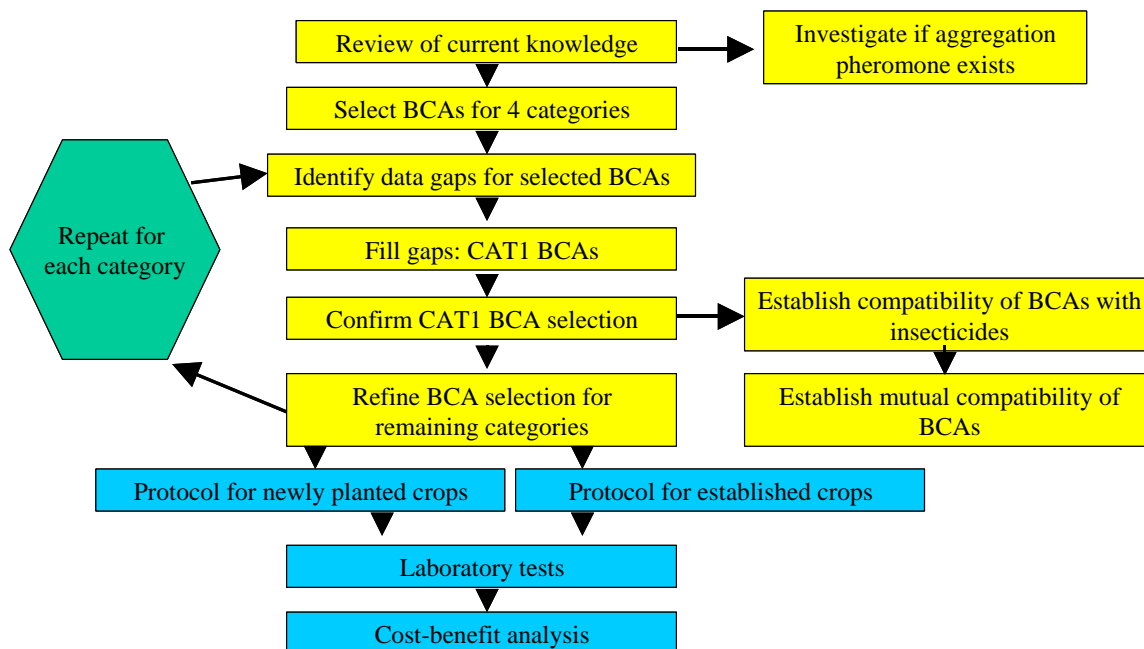 Review of current knowledge
Investigate if aggregation
pheromone exists
Select BCAs for 4 categories
Identify data gaps for selected BCAs
Repeat for
each category
Fill gaps: CAT1 BCAs
Confirm CAT1 BCA selection
Establish compatibility of BCAs with
insecticides
Refine BCA selection for
remaining categories
Establish mutual compatibility of
BCAs
Protocol for newly planted crops
Protocol for established crops
Laboratory tests
Cost-benefit analysis